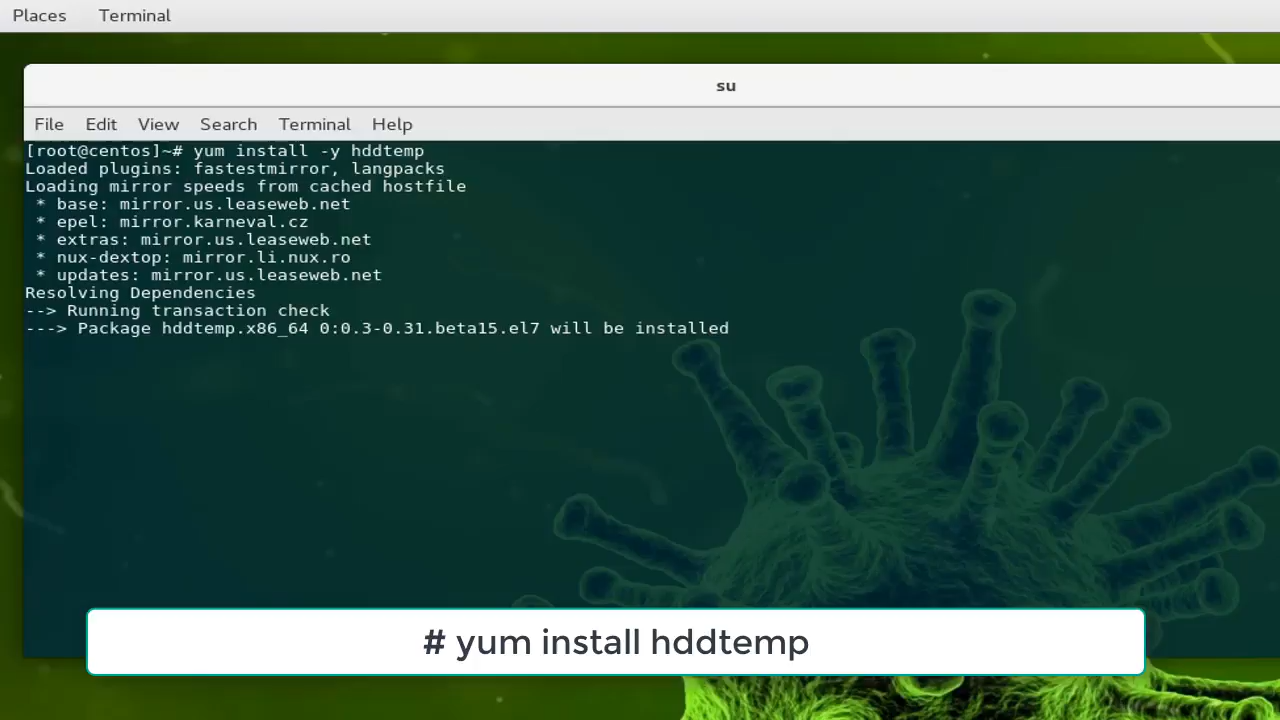 Places Terminal
su
File Edit View Search Terminal Help
[root@centos]~# yum install -y hddtemp
Loaded plugins: fastestmirror, langpacks
Loading mirror speeds from cached hostfile
 * base: mirror.us.leaseweb.net
 * epel: mirror.karneval.cz
 * extras: mirror.us.leaseweb.net
 * nux-dextop: mirror.li.nux.ro
 * updates: mirror.us.leaseweb.net
Resolving Dependencies
--> Running transaction check
---> Package hddtemp.x86_64 0:0.3-0.31.beta15.el7 will be installed
# yum install hddtemp